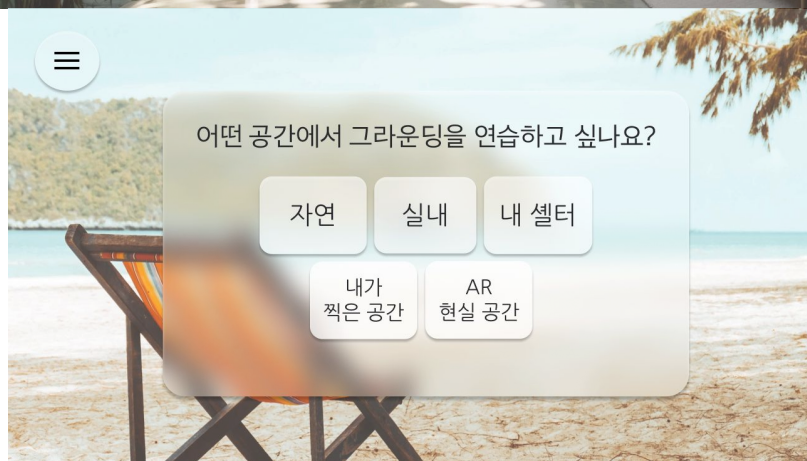 어떤 공간에서 그라운딩을 연습하고 싶나요?
자연
실내
내 셸터
내가
찍은 공간
AR
현실 공간